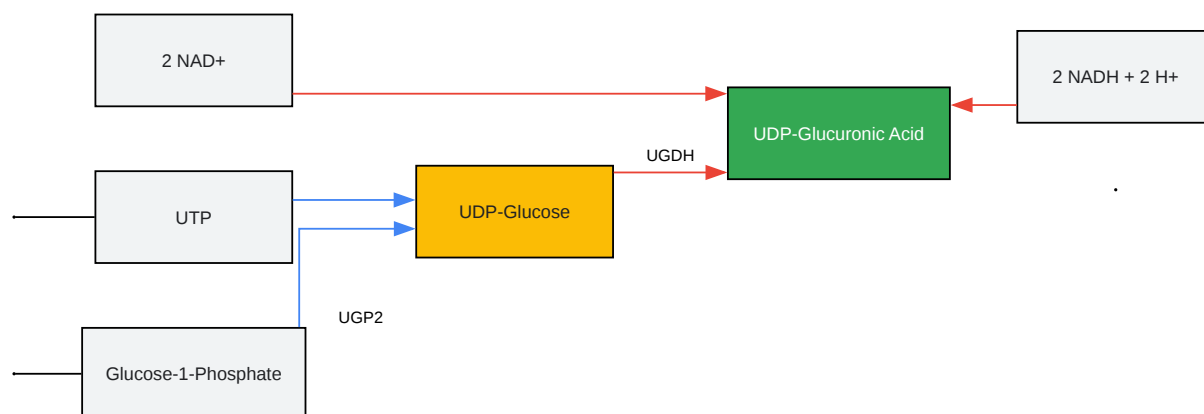 2 NAD+
2 NADH + 2 H+
UDP-Glucuronic Acid
UGDH
UTP
UDP-Glucose
UGP2
Glucose-1-Phosphate